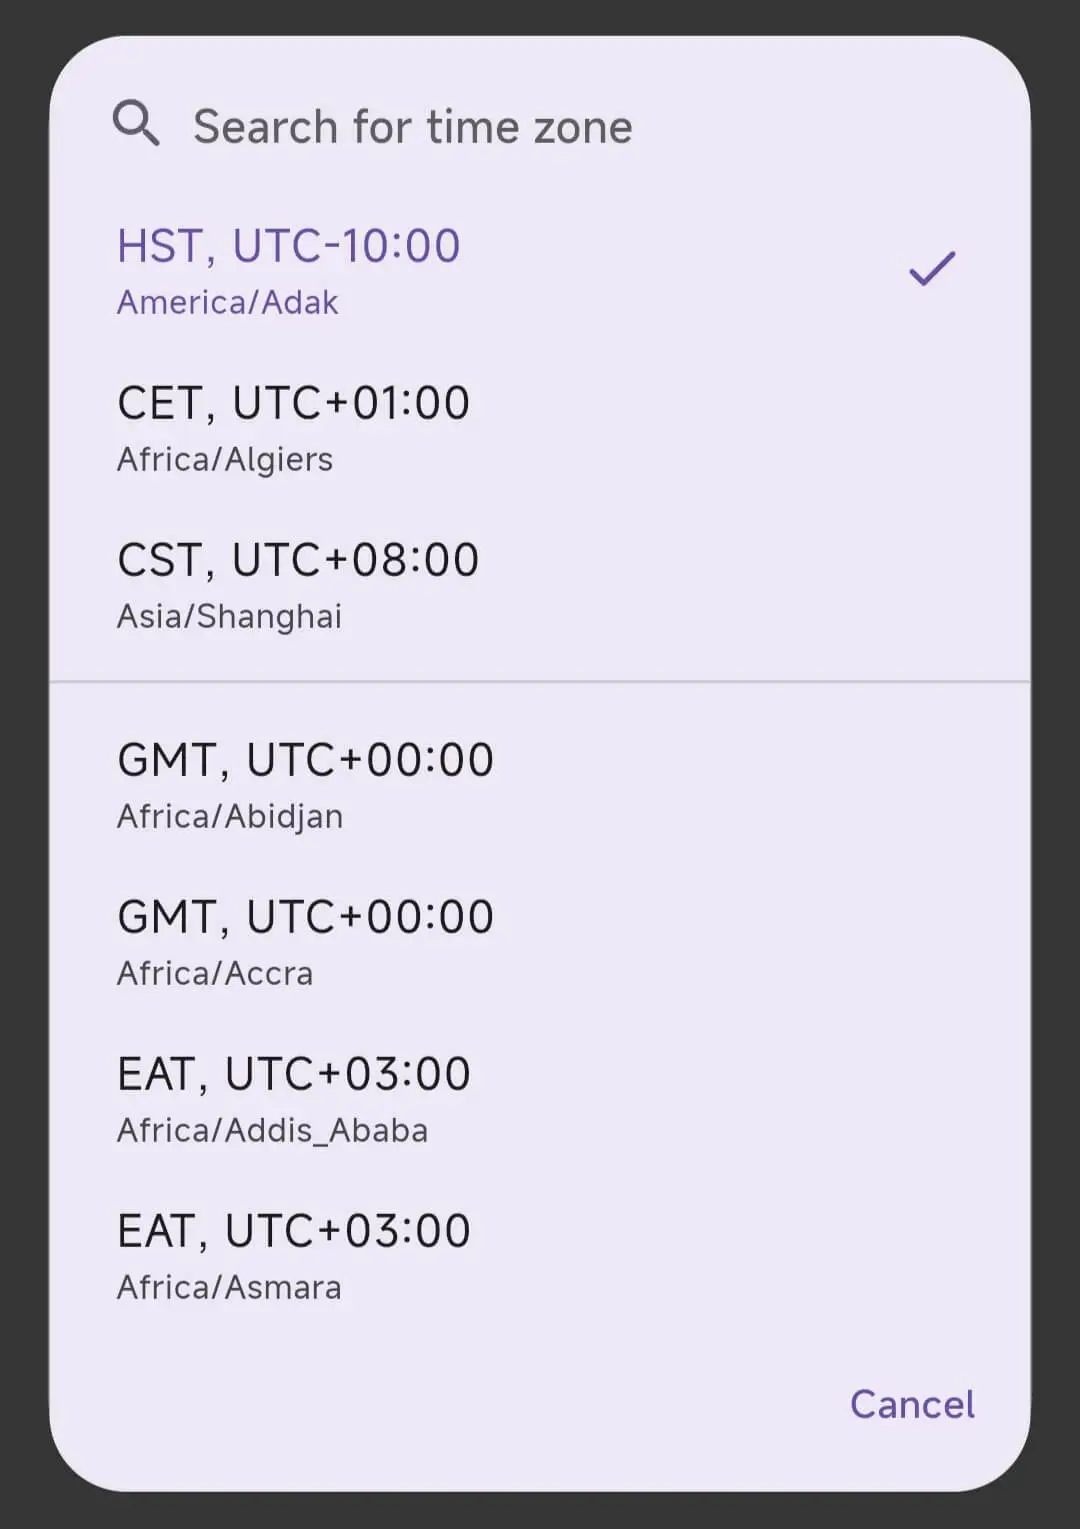 Search for time zone
HST, UTC-10:00
America/Adak
CET, UTC+01:00
Africa/Algiers
CST, UTC+08:00
Asia/Shanghai
GMT, UTC+00:00
Africa/Abidjan
GMT, UTC+00:00
Africa/Accra
EAT, UTC+03:00
Africa/Addis_Ababa
EAT, UTC+03:00
Africa/Asmara
Cancel